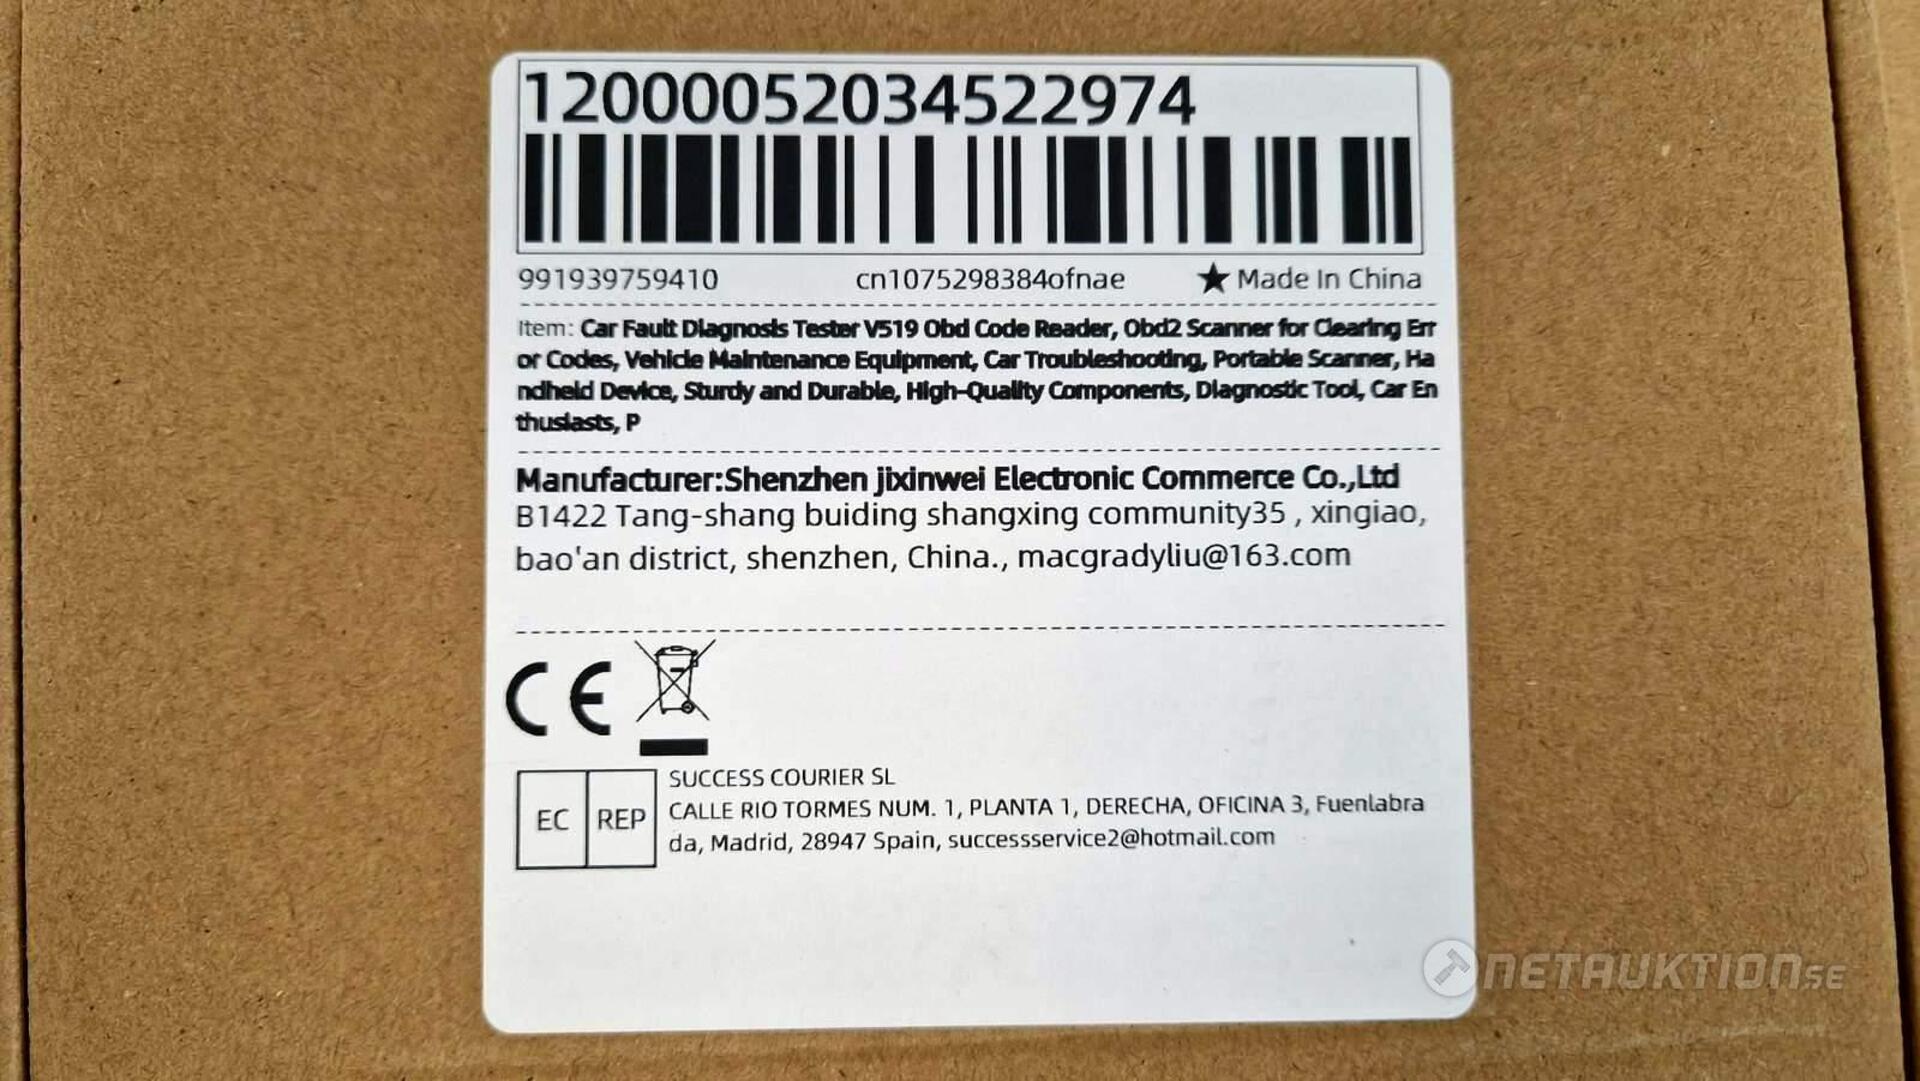 12000052034522974
991939759410 cn1075298384ofnae ★ Made In China
Item: Car Fault Diagnosis Tester V519 Obd Code Reader, Obd2 Scanner for Clearing Err
or Codes, Vehicle Maintenance Equipment, Car Troubleshooting, Portable Scanner, Ha
ndheld Device, Sturdy and Durable, High-Quality Components, Diagnostic Tool, Car En
thusiasts, P
Manufacturer:Shenzhen jixinwei Electronic Commerce Co.,Ltd
B1422 Tang-shang buiding shangxing community35 , xingiao,
bao'an district, shenzhen, China., macgradyliu@163.com
CE
EC REP
SUCCESS COURIER SL
CALLE RIO TORMES NUM. 1, PLANTA 1, DERECHA, OFICINA 3, Fuenlabra
da, Madrid, 28947 Spain, successservice2@hotmail.com
NETAUKTION.SE